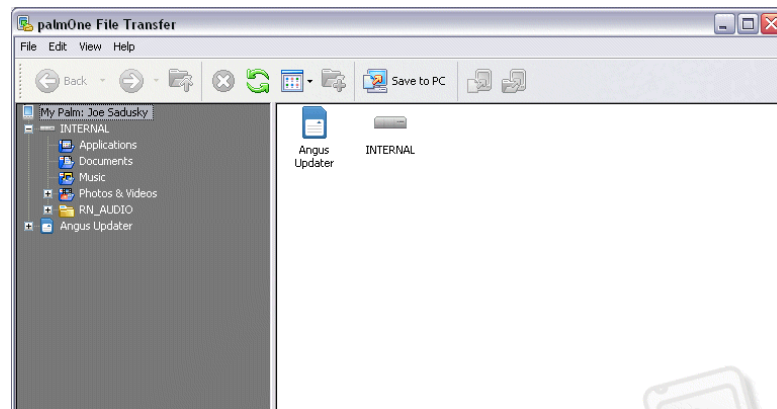 palmOne File Transfer
File Edit View Help
Back Save to PC
My Palm: Joe Sadusky
INTERNAL
Applications
Documents
Music
Photos & Videos
RN_AUDIO
Angus Updater
Angus
Updater
INTERNAL